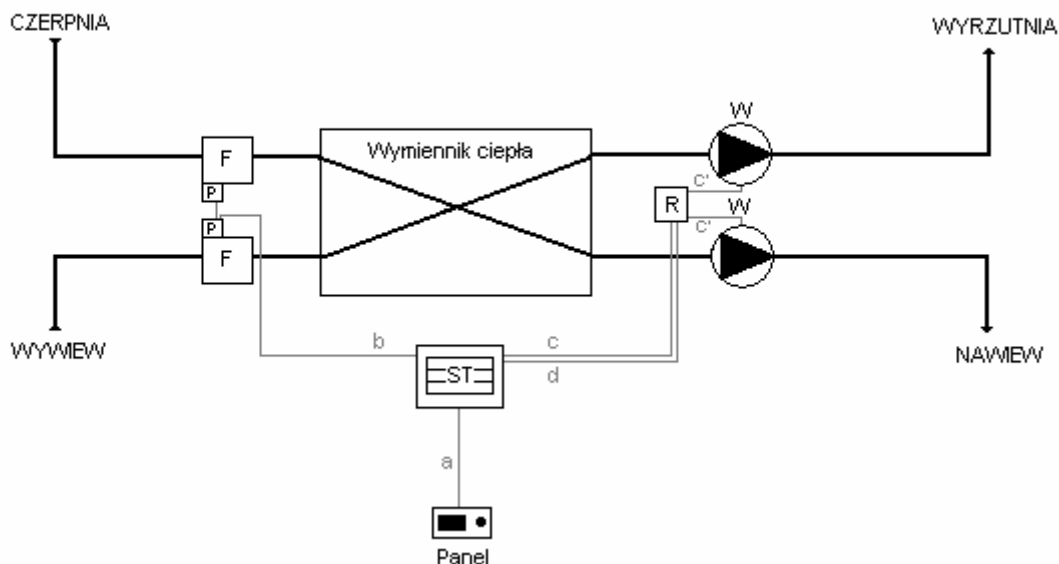 CZERPNIA
WYRZUTNIA
W
F
Wymiennik ciepła
P
C'
R
P
C'
W
F
WYWIEW
NAWIEW
b
c
ST
d
a
Panel